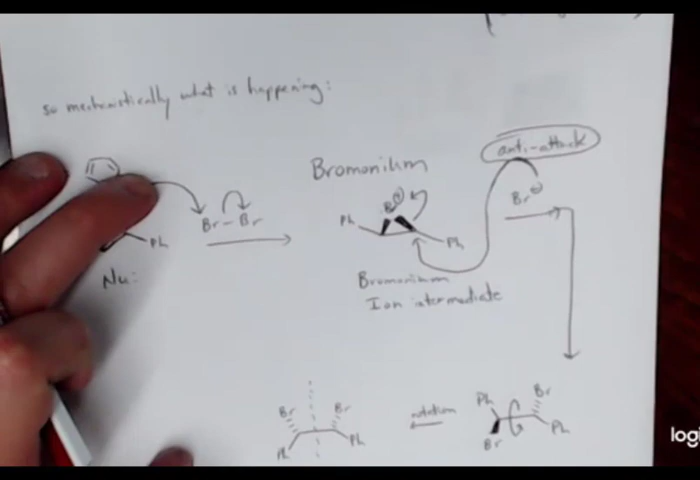 so mechanistically what is happening:
anti-attack
Bromonium
Br
Br - Br
Ph
Ph
Ph
Nu:
Bromonium
Ion intermediate
Br
Br
Ph
Ph
rotation
Ph
Br
Br
Ph
logi